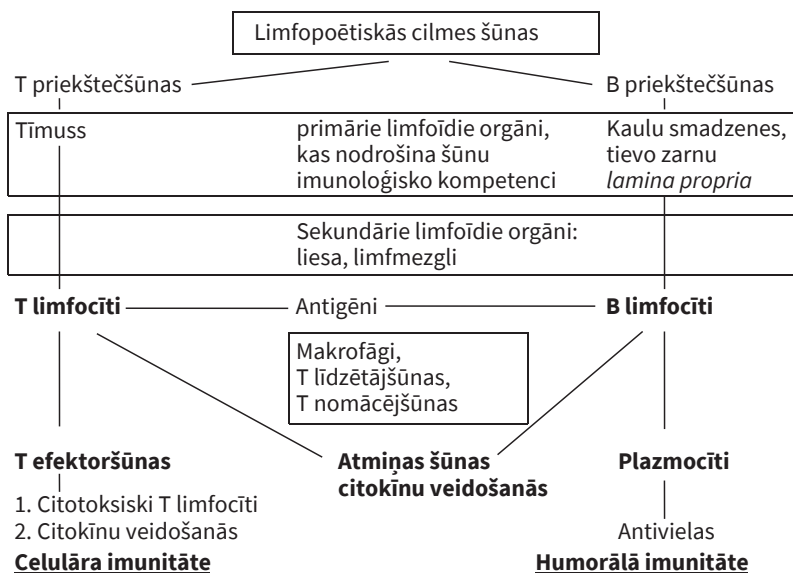 Limfopoētiskās cilmes šūnas
T priekštečšūnas
B priekštečšūnas
Tīmuss
primārie limfoīdie orgāni,
kas nodrošina šūnu
imunoloģisko kompetenci
Kaulu smadzenes,
tievo zarnu
lamina propria
Sekundārie limfoīdie orgāni:
liesa, limfmezgli
T limfocīti
Antigēni
B limfocīti
Makrofāgi,
T līdzētājšūnas,
T nomācējšūnas
T efektoršūnas
Atmiņas šūnas
citokīnu veidošanās
Plazmocīti
1. Citotoksiski T limfocīti
2. Citokīnu veidošanās
Antivielas
Celulāra imunitāte
Humorālā imunitāte